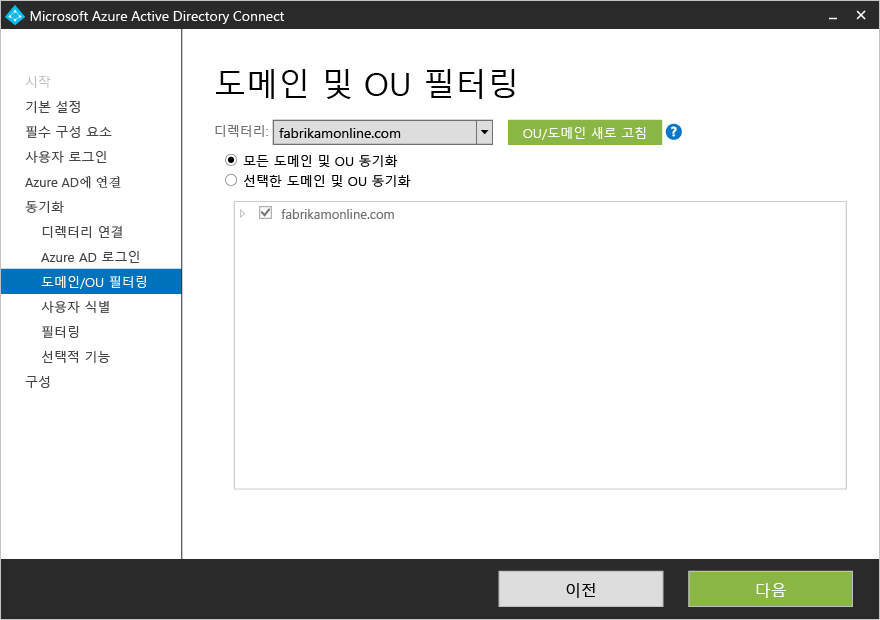 Microsoft Azure Active Directory Connect
시작
기본 설정
필수 구성 요소
사용자 로그인
Azure AD에 연결
동기화
디렉터리 연결
Azure AD 로그인
도메인/OU 필터링
사용자 식별
필터링
선택적 기능
구성
도메인 및 OU 필터링
디렉터리: fabrikamonline.com OU/도메인 새로 고침 ?
모든 도메인 및 OU 동기화
선택한 도메인 및 OU 동기화
fabrikamonline.com
이전 다음